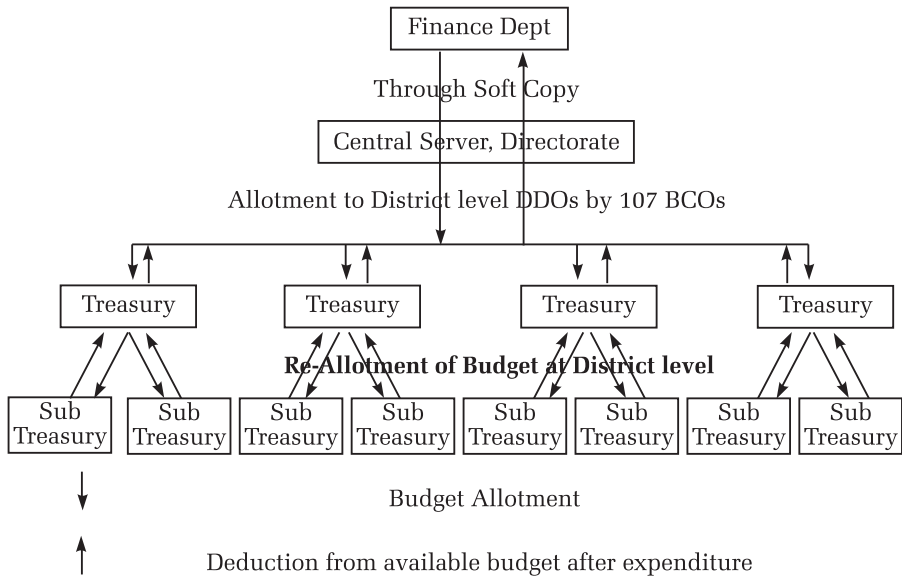 Finance Dept
Through Soft Copy
Central Server, Directorate
Allotment to District level DDOs by 107 BCOs
Treasury
Treasury
Treasury
Treasury
Re-Allotment of Budget at District level
Sub
Treasury
Sub
Treasury
Sub
Treasury
Sub
Treasury
Sub
Treasury
Sub
Treasury
Sub
Treasury
Sub
Treasury
Budget Allotment
Deduction from available budget after expenditure